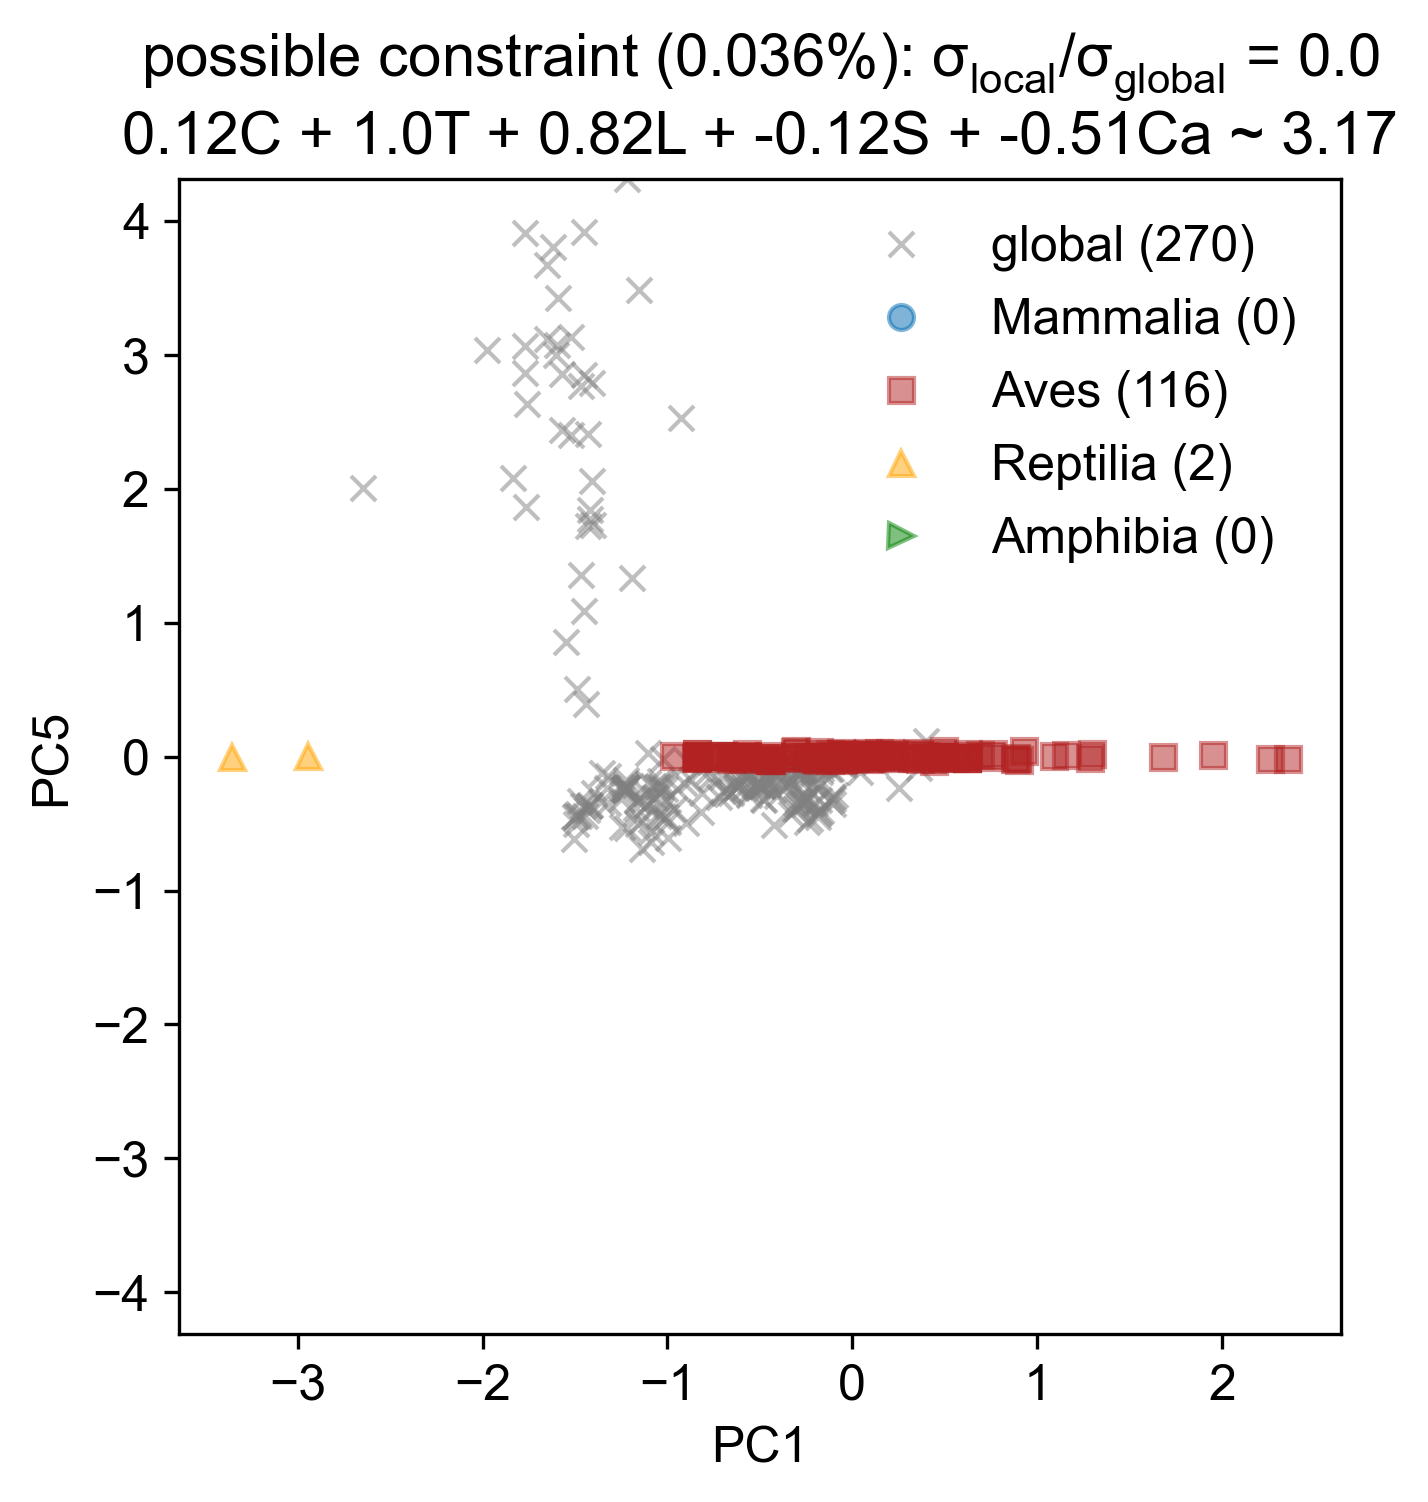 possible constraint (0.036%): σlocal/σglobal = 0.0
0.12C + 1.0T + 0.82L + -0.12S + -0.51Ca ~ 3.17
global (270)
Mammalia (0)
Aves (116)
Reptilia (2)
Amphibia (0)
4
3
2
1
0
−1
−2
−3
−4
PC5
−3
−2
−1
0
1
2
PC1